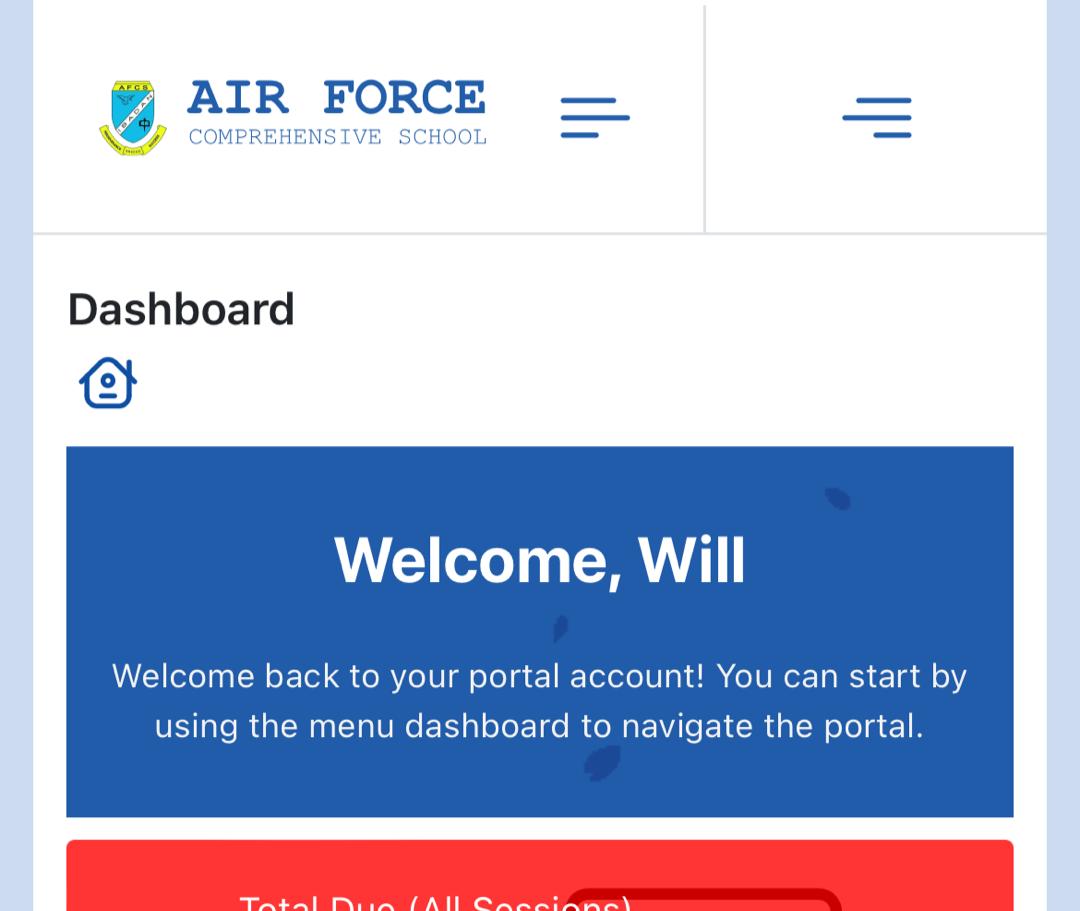 AFCS
IBADAN
AIR FORCE
COMPREHENSIVE SCHOOL
Dashboard
Welcome, Will
Welcome back to your portal account! You can start by
using the menu dashboard to navigate the portal.
Total Due (All Sessions)